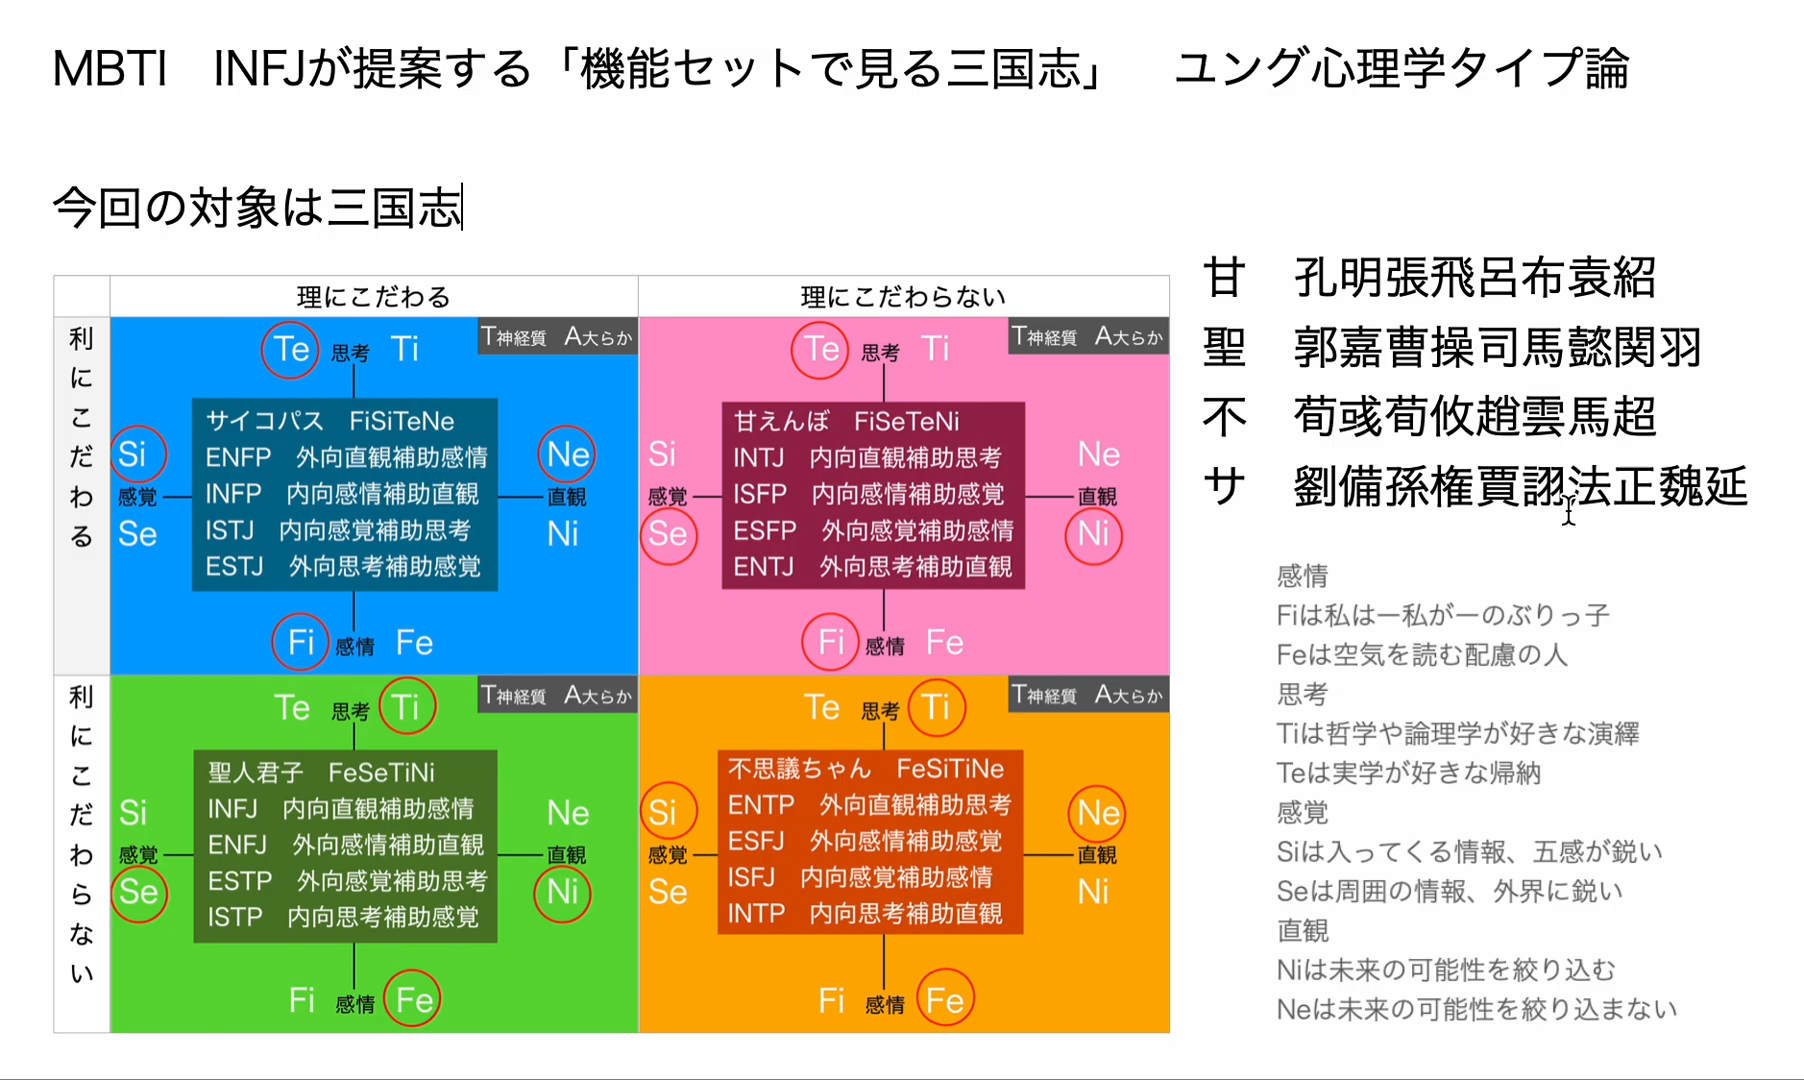 MBTI　INFJが提案する「機能セットで見る三国志」　ユング心理学タイプ論
今回の対象は三国志
理にこだわる
理にこだわらない
利にこだわる
Te 思考 Ti
T神経質　A大らか
サイコパス　FiSiTeNe
ENFP　外向直観補助感情
INFP　内向感情補助直観
ISTJ　内向感覚補助思考
ESTJ　外向思考補助感覚
Si
感覚
Se
Ne
直観
Ni
Fi 感情 Fe
Te 思考 Ti
T神経質　A大らか
甘えんぼ　FiSeTeNi
INTJ　内向直観補助思考
ISFP　内向感情補助感覚
ESFP　外向感覚補助感情
ENTJ　外向思考補助直観
Si
感覚
Se
Ne
直観
Ni
Fi 感情 Fe
利にこだわらない
Te 思考 Ti
T神経質　A大らか
聖人君子　FeSeTiNi
INFJ　内向直観補助感情
ENFJ　外向感情補助直観
ESTP　外向感覚補助思考
ISTP　内向思考補助感覚
Si
感覚
Se
Ne
直観
Ni
Fi 感情 Fe
Te 思考 Ti
T神経質　A大らか
不思議ちゃん　FeSiTiNe
ENTP　外向直観補助思考
ESFJ　外向感情補助感覚
ISFJ　内向感覚補助感情
INTP　内向思考補助直観
Si
感覚
Se
Ne
直観
Ni
Fi 感情 Fe
甘　孔明張飛呂布袁紹
聖　郭嘉曹操司馬懿関羽
不　荀彧荀攸趙雲馬超
サ　劉備孫権賈詡法正魏延
感情
Fiは私は一私が一のぶりっ子
Feは空気を読む配慮の人
思考
Tiは哲学や論理学が好きな演繹
Teは実学が好きな帰納
感覚
Siは入ってくる情報、五感が鋭い
Seは周囲の情報、外界に鋭い
直観
Niは未来の可能性を絞り込む
Neは未来の可能性を絞り込まない